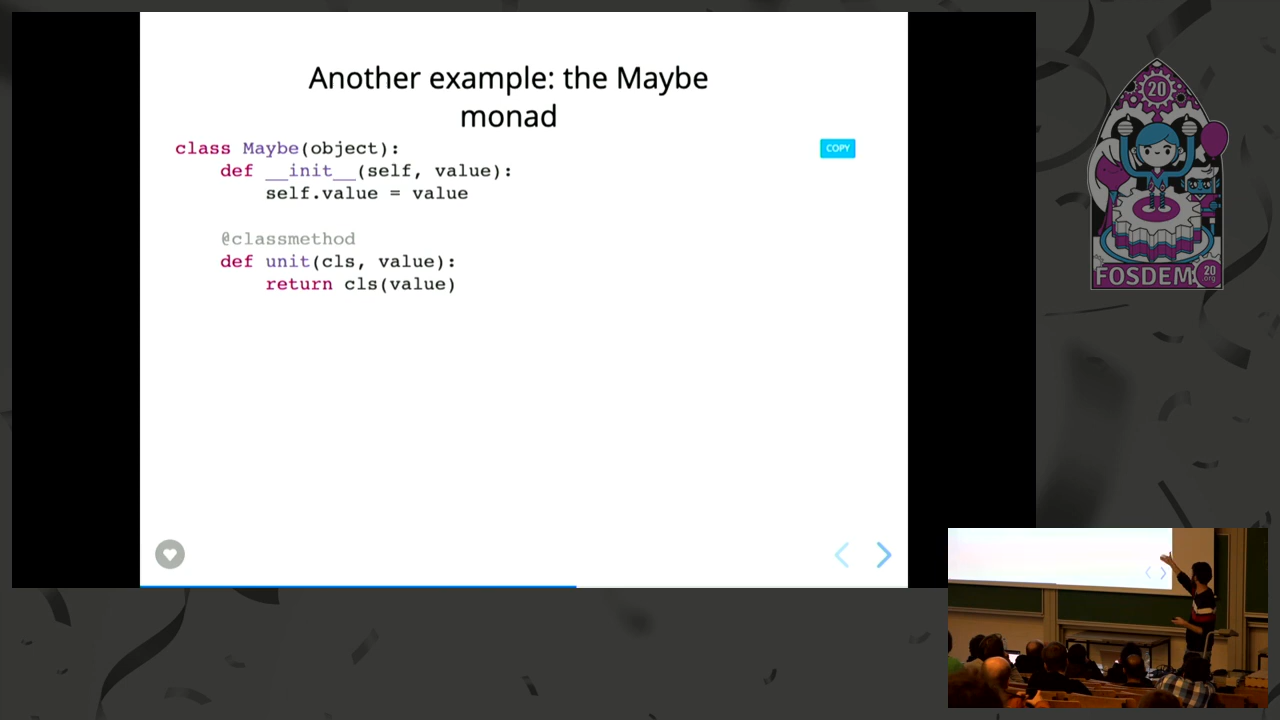 Another example: the Maybe
monad
class Maybe(object):
    def __init__(self, value):
        self.value = value
    @classmethod
    def unit(cls, value):
        return cls(value)
COPY
20
FOSDEM
20
.org